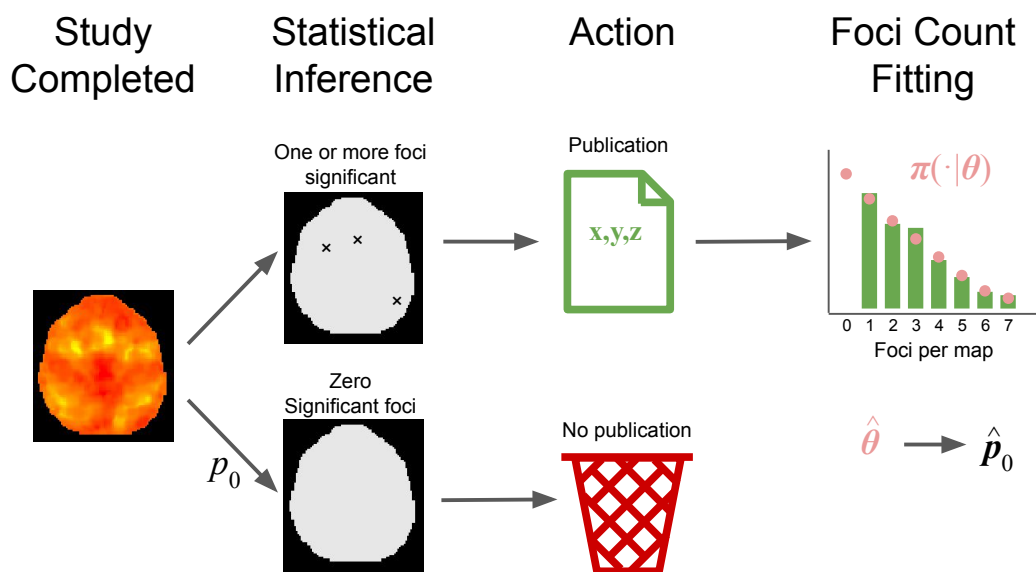 Study
Completed
Statistical
Inference
Action
Foci Count
Fitting
One or more foci
significant
Publication
x,y,z
π(·|θ)
0 1 2 3 4 5 6 7
Foci per map
p₀
Zero
Significant foci
No publication
θ̂
p̂₀